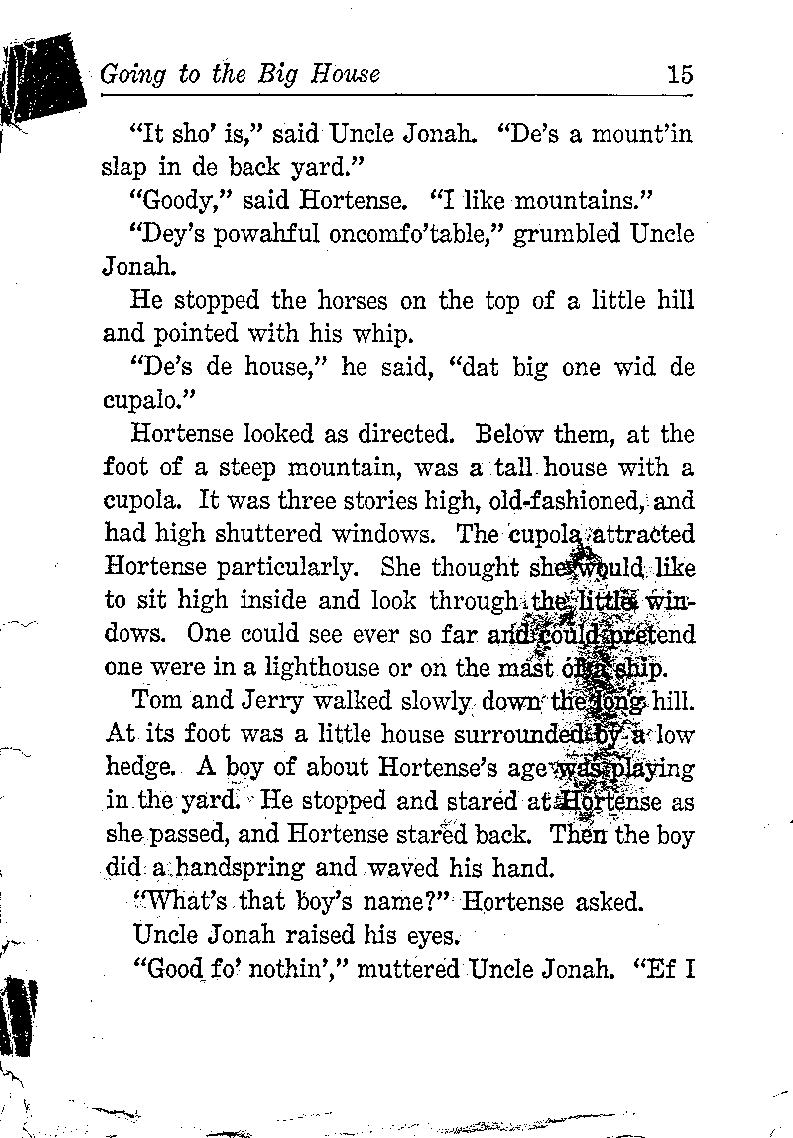 Going to the Big House 15
“It sho’ is,” said Uncle Jonah. “De’s a mount’in
slap in de back yard.”
“Goody,” said Hortense. “I like mountains.”
“Dey’s powahful oncomfo’table,” grumbled Uncle
Jonah.
He stopped the horses on the top of a little hill
and pointed with his whip.
“De’s de house,” he said, “dat big one wid de
cupalo.”
Hortense looked as directed. Below them, at the
foot of a steep mountain, was a tall house with a
cupola. It was three stories high, old-fashioned, and
had high shuttered windows. The cupola attracted
Hortense particularly. She thought she would like
to sit high inside and look through the little win-
dows. One could see ever so far and could pretend
one were in a lighthouse or on the mast of a ship.
Tom and Jerry walked slowly down the long hill.
At its foot was a little house surrounded by a low
hedge. A boy of about Hortense’s age was playing
in the yard. He stopped and stared at Hortense as
she passed, and Hortense stared back. Then the boy
did a handspring and waved his hand.
“What’s that boy’s name?” Hortense asked.
Uncle Jonah raised his eyes.
“Good fo’ nothin’,” muttered Uncle Jonah. “Ef I